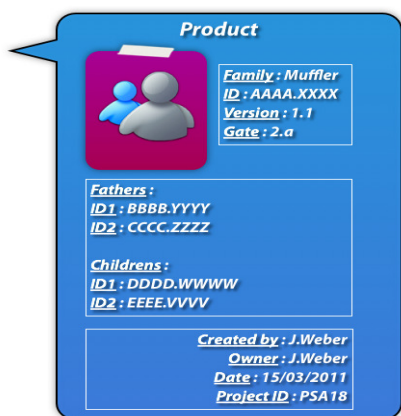 Product
Family : Muffler
ID : AAAA.XXXX
Version : 1.1
Gate : 2.a
Fathers :
ID1 : BBBB.YYYY
ID2 : CCCC.ZZZZ
Childrens :
ID1 : DDDD.WWWW
ID2 : EEEE.VVVV
Created by : J.Weber
Owner : J.Weber
Date : 15/03/2011
Project ID : PSA18